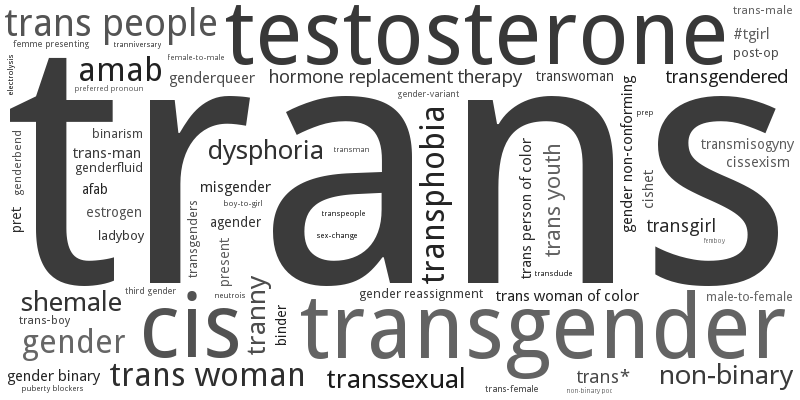 trans people
testosterone
trans-male
femme presenting
tranniversary
#tgirl
post-op
electrolysis
amab
female-to-male
genderqueer
hormone replacement therapy
transwoman
transgendered
preferred pronoun
gender-variant
trans
genderbend
binarism
trans-man
genderfluid
afab
estrogen
ladyboy
pret
dysphoria
transman
misgender
boy-to-girl
agender
transgenders
present
transpeople
sex-change
transphobia
trans person of color
trans youth
transdude
gender non-conforming
prep
cishet
transmisogyny
cissexism
transgirl
femboy
third gender
neutrois
gender reassignment
trans woman of color
male-to-female
shemale
trans-boy
gender
cis
tranny
binder
transgender
gender binary
puberty blockers
trans woman
transsexual
trans-female
trans*
non-binary poc
non-binary